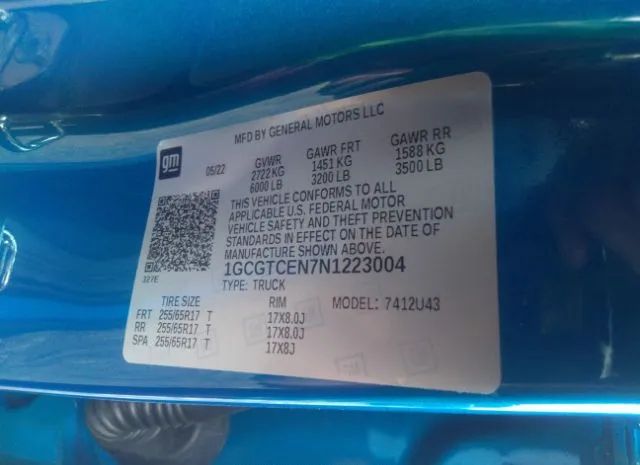 MFD BY GENERAL MOTORS LLC
gm
05/22 GVWR GAWR FRT GAWR RR
2722 KG 1451 KG 1588 KG
6000 LB 3200 LB 3500 LB
THIS VEHICLE CONFORMS TO ALL
APPLICABLE U.S. FEDERAL MOTOR
VEHICLE SAFETY AND THEFT PREVENTION
STANDARDS IN EFFECT ON THE DATE OF
MANUFACTURE SHOWN ABOVE.
327E 1GCGTCEN7N1223004
TYPE: TRUCK
TIRE SIZE RIM MODEL: 7412U43
FRT 255/65R17 T 17X8.0J
RR 255/65R17 T 17X8.0J
SPA 255/65R17 T 17X8J